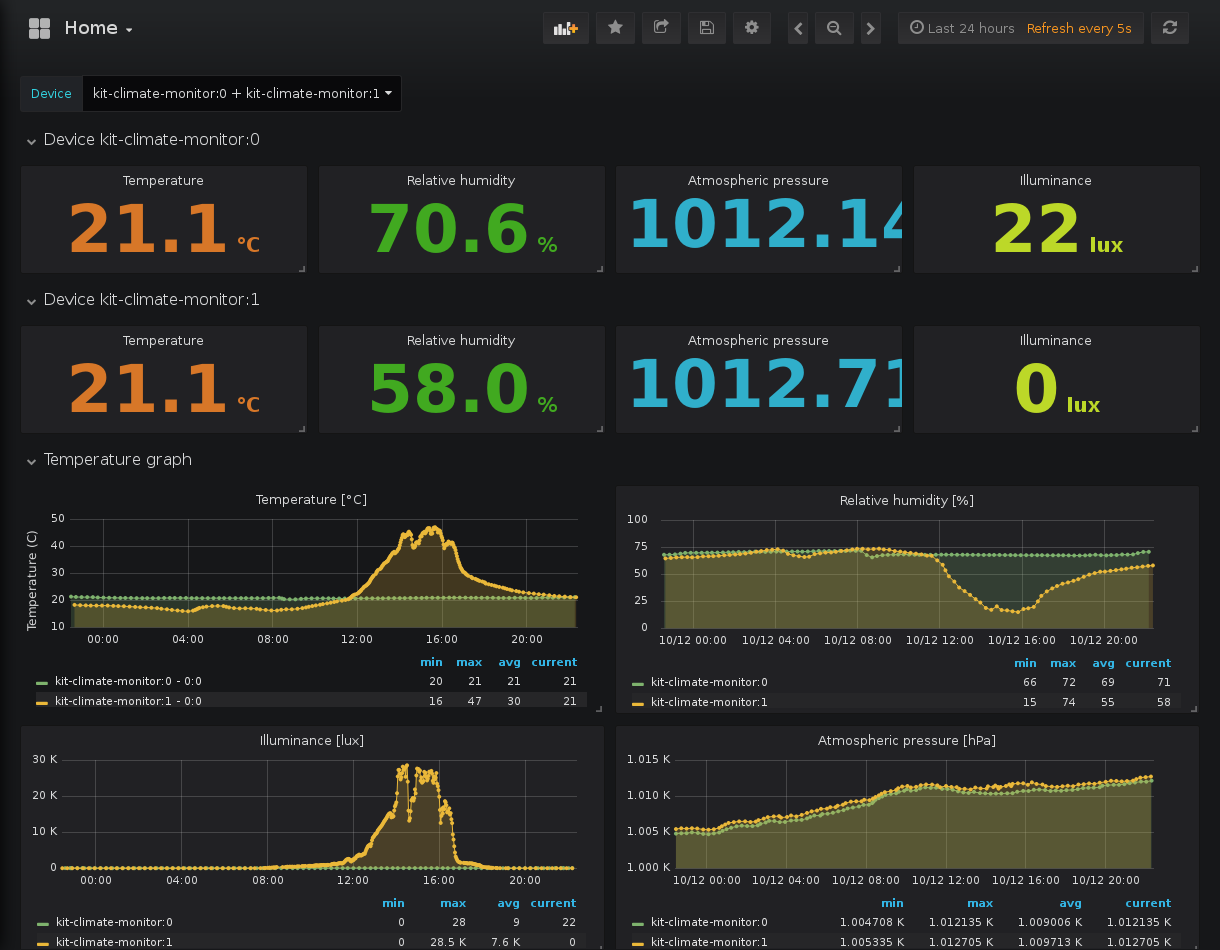 Home
Last 24 hours Refresh every 5s
Device kit-climate-monitor:0 + kit-climate-monitor:1
Device kit-climate-monitor:0
Temperature Relative humidity Atmospheric pressure Illuminance
21.1 °C 70.6 % 1012.14 22 lux
Device kit-climate-monitor:1
Temperature Relative humidity Atmospheric pressure Illuminance
21.1 °C 58.0 % 1012.71 0 lux
Temperature graph
Temperature [°C]
Temperature (C)
50
40
30
20
10
00:00 04:00 08:00 12:00 16:00 20:00
min max avg current
kit-climate-monitor:0 - 0:0 20 21 21 21
kit-climate-monitor:1 - 0:0 16 47 30 21
Relative humidity [%]
100
75
50
25
0
10/12 00:00 10/12 04:00 10/12 08:00 10/12 12:00 10/12 16:00 10/12 20:00
min max avg current
kit-climate-monitor:0 66 72 69 71
kit-climate-monitor:1 15 74 55 58
Illuminance [lux]
30 K
20 K
10 K
0
00:00 04:00 08:00 12:00 16:00 20:00
min max avg current
kit-climate-monitor:0 0 28 9 22
kit-climate-monitor:1 0 28.5 K 7.6 K 0
Atmospheric pressure [hPa]
1.015 K
1.010 K
1.005 K
1.000 K
10/12 00:00 10/12 04:00 10/12 08:00 10/12 12:00 10/12 16:00 10/12 20:00
min max avg current
kit-climate-monitor:0 1.004708 K 1.012135 K 1.009006 K 1.012135 K
kit-climate-monitor:1 1.005335 K 1.012705 K 1.009713 K 1.012705 K